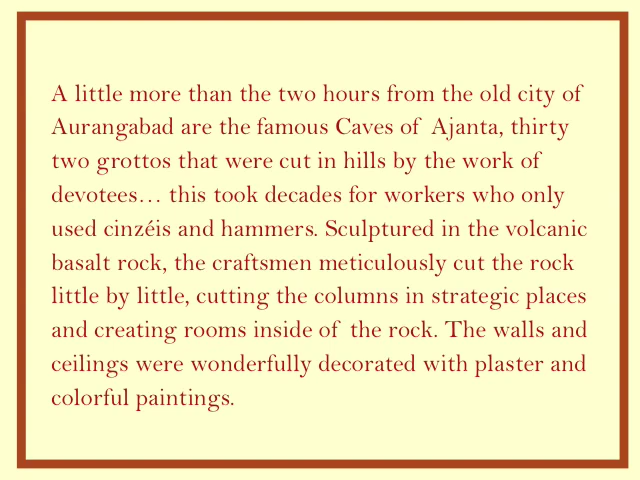 A little more than the two hours from the old city of
Aurangabad are the famous Caves of Ajanta, thirty
two grottos that were cut in hills by the work of
devotees… this took decades for workers who only
used cinzéis and hammers. Sculptured in the volcanic
basalt rock, the craftsmen meticulously cut the rock
little by little, cutting the columns in strategic places
and creating rooms inside of the rock. The walls and
ceilings were wonderfully decorated with plaster and
colorful paintings.